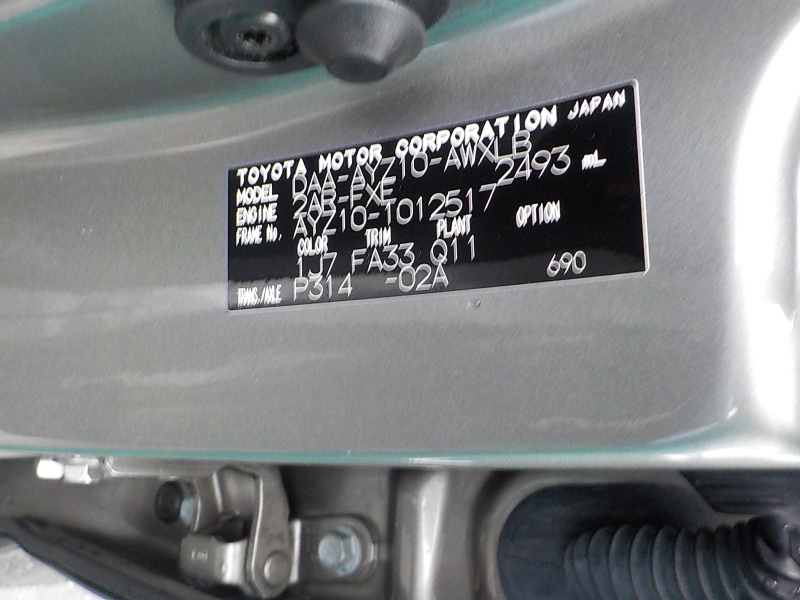 TOYOTA MOTOR CORPORATION JAPAN
MODEL DAA-AYZ10-AWXLB
ENGINE 2AR-FXE 2493 mL
FRAME No. AYZ10-T012517
COLOR TRIM PLANT OPTION
1J7 FA33 Q11
TRANS./AXLE P314 -02A 690